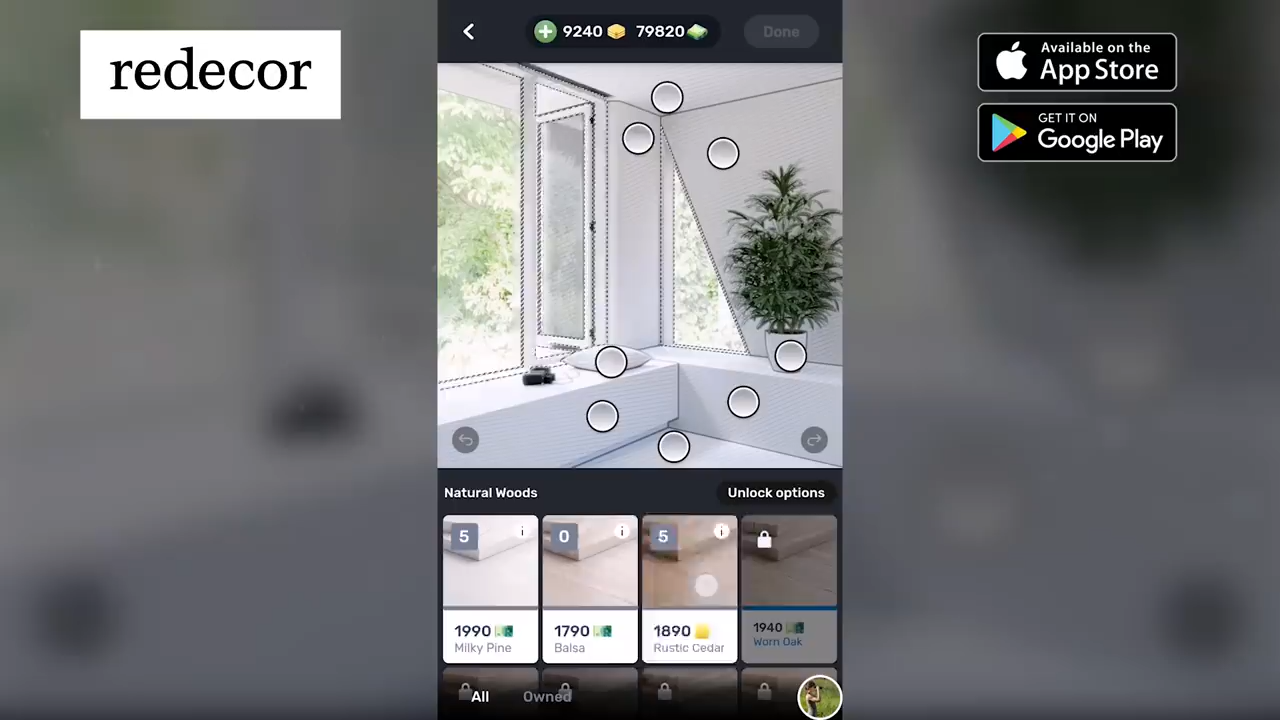 redecor
9240 79820 Done
Available on the
App Store
GET IT ON
Google Play
Natural Woods Unlock options
5 0 5
1990 1790 1890 1940
Milky Pine Balsa Rustic Cedar Worn Oak
All Owned